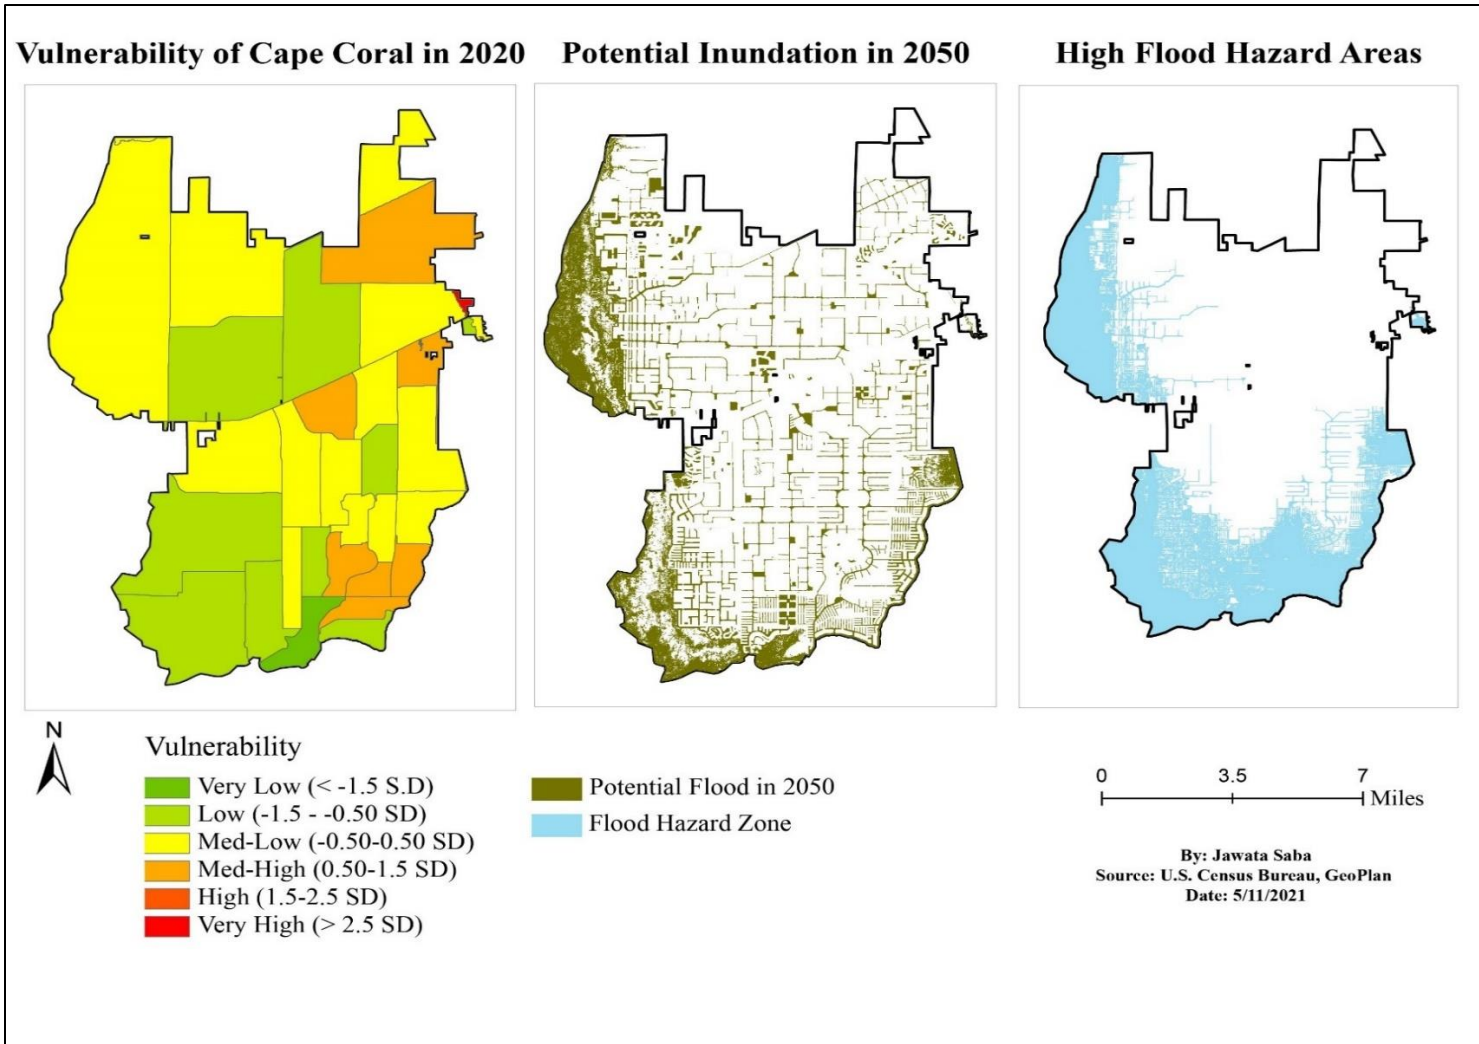 Vulnerability of Cape Coral in 2020
Potential Inundation in 2050
High Flood Hazard Areas
N
Vulnerability
Very Low (< -1.5 S.D)
Low (-1.5 - -0.50 SD)
Med-Low (-0.50-0.50 SD)
Med-High (0.50-1.5 SD)
High (1.5-2.5 SD)
Very High (> 2.5 SD)
Potential Flood in 2050
Flood Hazard Zone
0 3.5 7
Miles
By: Jawata Saba
Source: U.S. Census Bureau, GeoPlan
Date: 5/11/2021